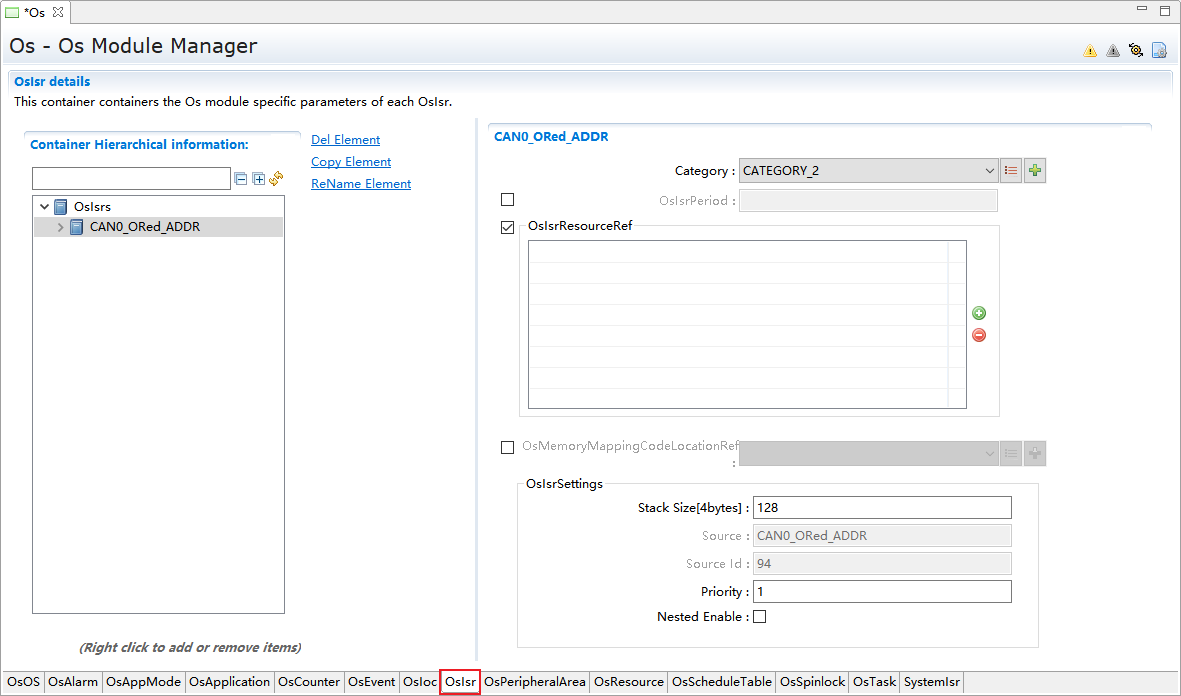 *Os
Os - Os Module Manager
OsIsr details
This container containers the Os module specific parameters of each OsIsr.
Container Hierarchical information:
OsIsrs
CAN0_ORed_ADDR
(Right click to add or remove items)
Del Element
Copy Element
ReName Element
CAN0_ORed_ADDR
Category : CATEGORY_2
OsIsrPeriod :
OsIsrResourceRef
OsMemoryMappingCodeLocationRef
:
OsIsrSettings
Stack Size[4bytes] : 128
Source : CAN0_ORed_ADDR
Source Id : 94
Priority : 1
Nested Enable :
OsOS OsAlarm OsAppMode OsApplication OsCounter OsEvent OsIoc OsIsr OsPeripheralArea OsResource OsScheduleTable OsSpinlock OsTask SystemIsr